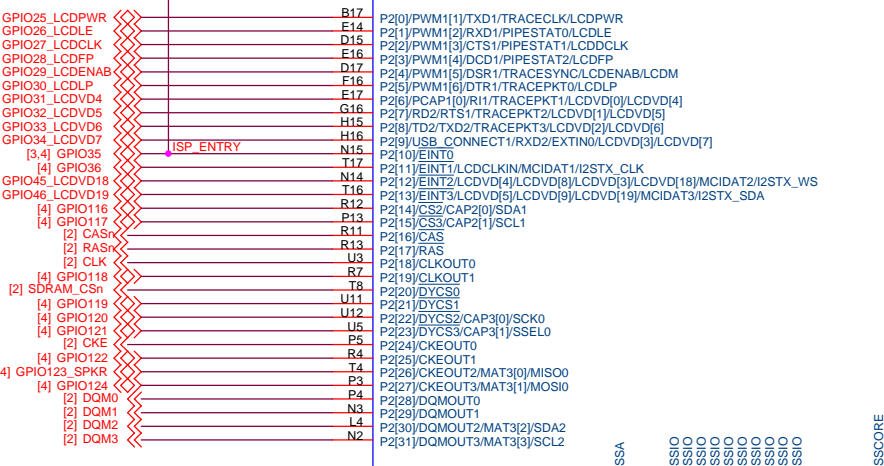 GPIO25_LCDPWR B17 P2[0]/PWM1[1]/TXD1/TRACECLK/LCDPWR
GPIO26_LCDLE E14 P2[1]/PWM1[2]/RXD1/PIPESTAT0/LCDLE
GPIO27_LCDCLK D15 P2[2]/PWM1[3]/CTS1/PIPESTAT1/LCDDCLK
GPIO28_LCDFP E16 P2[3]/PWM1[4]/DCD1/PIPESTAT2/LCDFP
GPIO29_LCDENAB D17 P2[4]/PWM1[5]/DSR1/TRACESYNC/LCDENAB/LCDM
GPIO30_LCDLP F16 P2[5]/PWM1[6]/DTR1/TRACEPKT0/LCDLP
GPIO31_LCDVD4 E17 P2[6]/PCAP1[0]/RI1/TRACEPKT1/LCDVD[0]/LCDVD[4]
GPIO32_LCDVD5 G16 P2[7]/RD2/RTS1/TRACEPKT2/LCDVD[1]/LCDVD[5]
GPIO33_LCDVD6 H15 P2[8]/TD2/TXD2/TRACEPKT3/LCDVD[2]/LCDVD[6]
GPIO34_LCDVD7 H16 P2[9]/USB_CONNECT1/RXD2/EXTIN0/LCDVD[3]/LCDVD[7]
[3,4] GPIO35 ISP_ENTRY N15 P2[10]/EINT0
[4] GPIO36 T17 P2[11]/EINT1/LCDCLKIN/MCIDAT1/I2STX_CLK
GPIO45_LCDVD18 N14 P2[12]/EINT2/LCDVD[4]/LCDVD[8]/LCDVD[3]/LCDVD[18]/MCIDAT2/I2STX_WS
GPIO46_LCDVD19 T16 P2[13]/EINT3/LCDVD[5]/LCDVD[9]/LCDVD[19]/MCIDAT3/I2STX_SDA
[4] GPIO116 R12 P2[14]/CS2/CAP2[0]/SDA1
[4] GPIO117 P13 P2[15]/CS3/CAP2[1]/SCL1
[2] CASn R11 P2[16]/CAS
[2] RASn R13 P2[17]/RAS
[2] CLK U3 P2[18]/CLKOUT0
[4] GPIO118 R7 P2[19]/CLKOUT1
[2] SDRAM_CSn T8 P2[20]/DYCS0
[4] GPIO119 U11 P2[21]/DYCS1
[4] GPIO120 U12 P2[22]/DYCS2/CAP3[0]/SCK0
[4] GPIO121 U5 P2[23]/DYCS3/CAP3[1]/SSEL0
[2] CKE P5 P2[24]/CKEOUT0
[4] GPIO122 R4 P2[25]/CKEOUT1
4] GPIO123_SPKR T4 P2[26]/CKEOUT2/MAT3[0]/MISO0
[4] GPIO124 P3 P2[27]/CKEOUT3/MAT3[1]/MOSI0
[2] DQM0 P4 P2[28]/DQMOUT0
[2] DQM1 N3 P2[29]/DQMOUT1
[2] DQM2 L4 P2[30]/DQMOUT2/MAT3[2]/SDA2
[2] DQM3 N2 P2[31]/DQMOUT3/MAT3[3]/SCL2
SSA
SSIO
SSIO
SSIO
SSIO
SSIO
SSIO
SSIO
SSIO
SSIO
SSIO
SSCORE